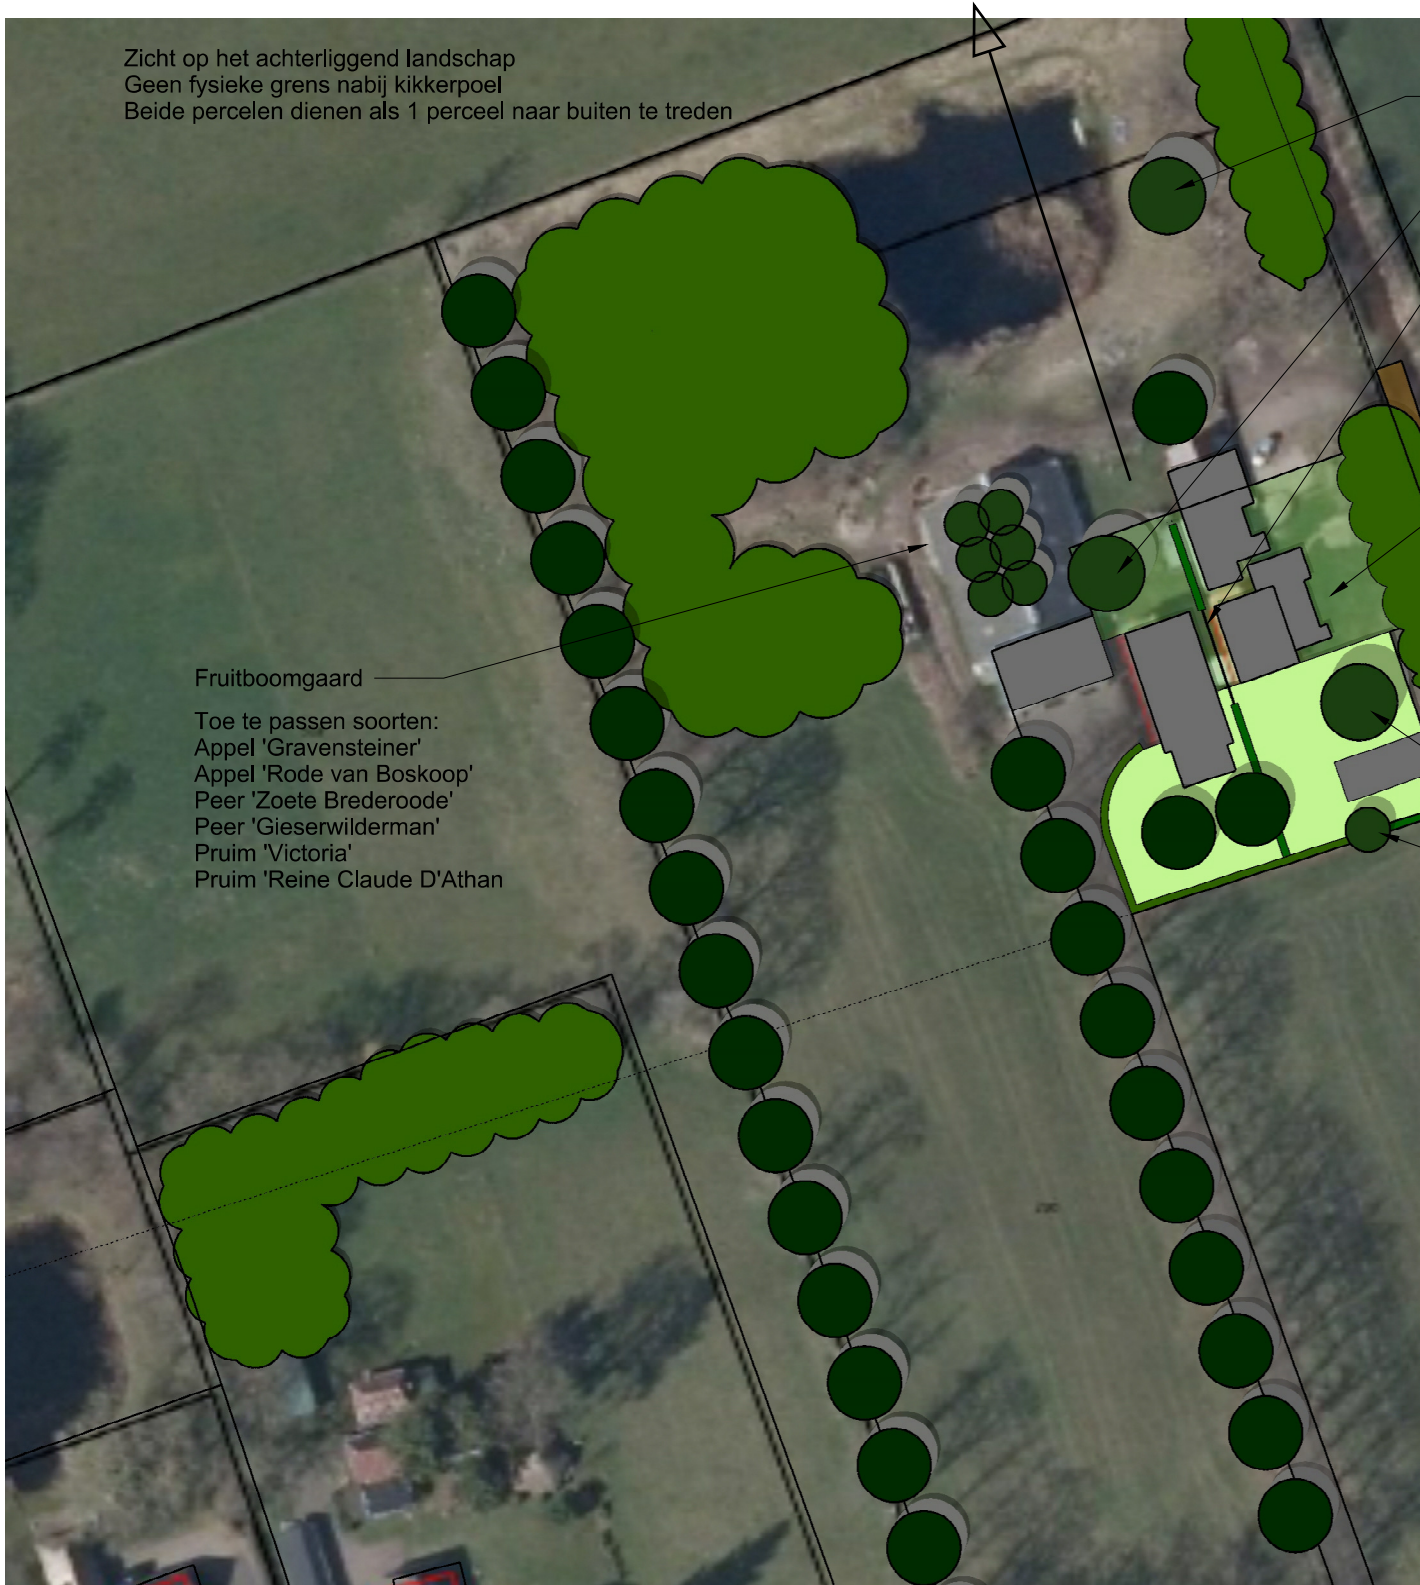 Zicht op het achterliggend landschap
Geen fysieke grens nabij kikkerpoel
Beide percelen dienen als 1 perceel naar buiten te treden
Fruitboomgaard
Toe te passen soorten:
Appel 'Gravensteiner'
Appel 'Rode van Boskoop'
Peer 'Zoete Brederoode'
Peer 'Gieserwilderman'
Pruim 'Victoria'
Pruim 'Reine Claude D'Athan